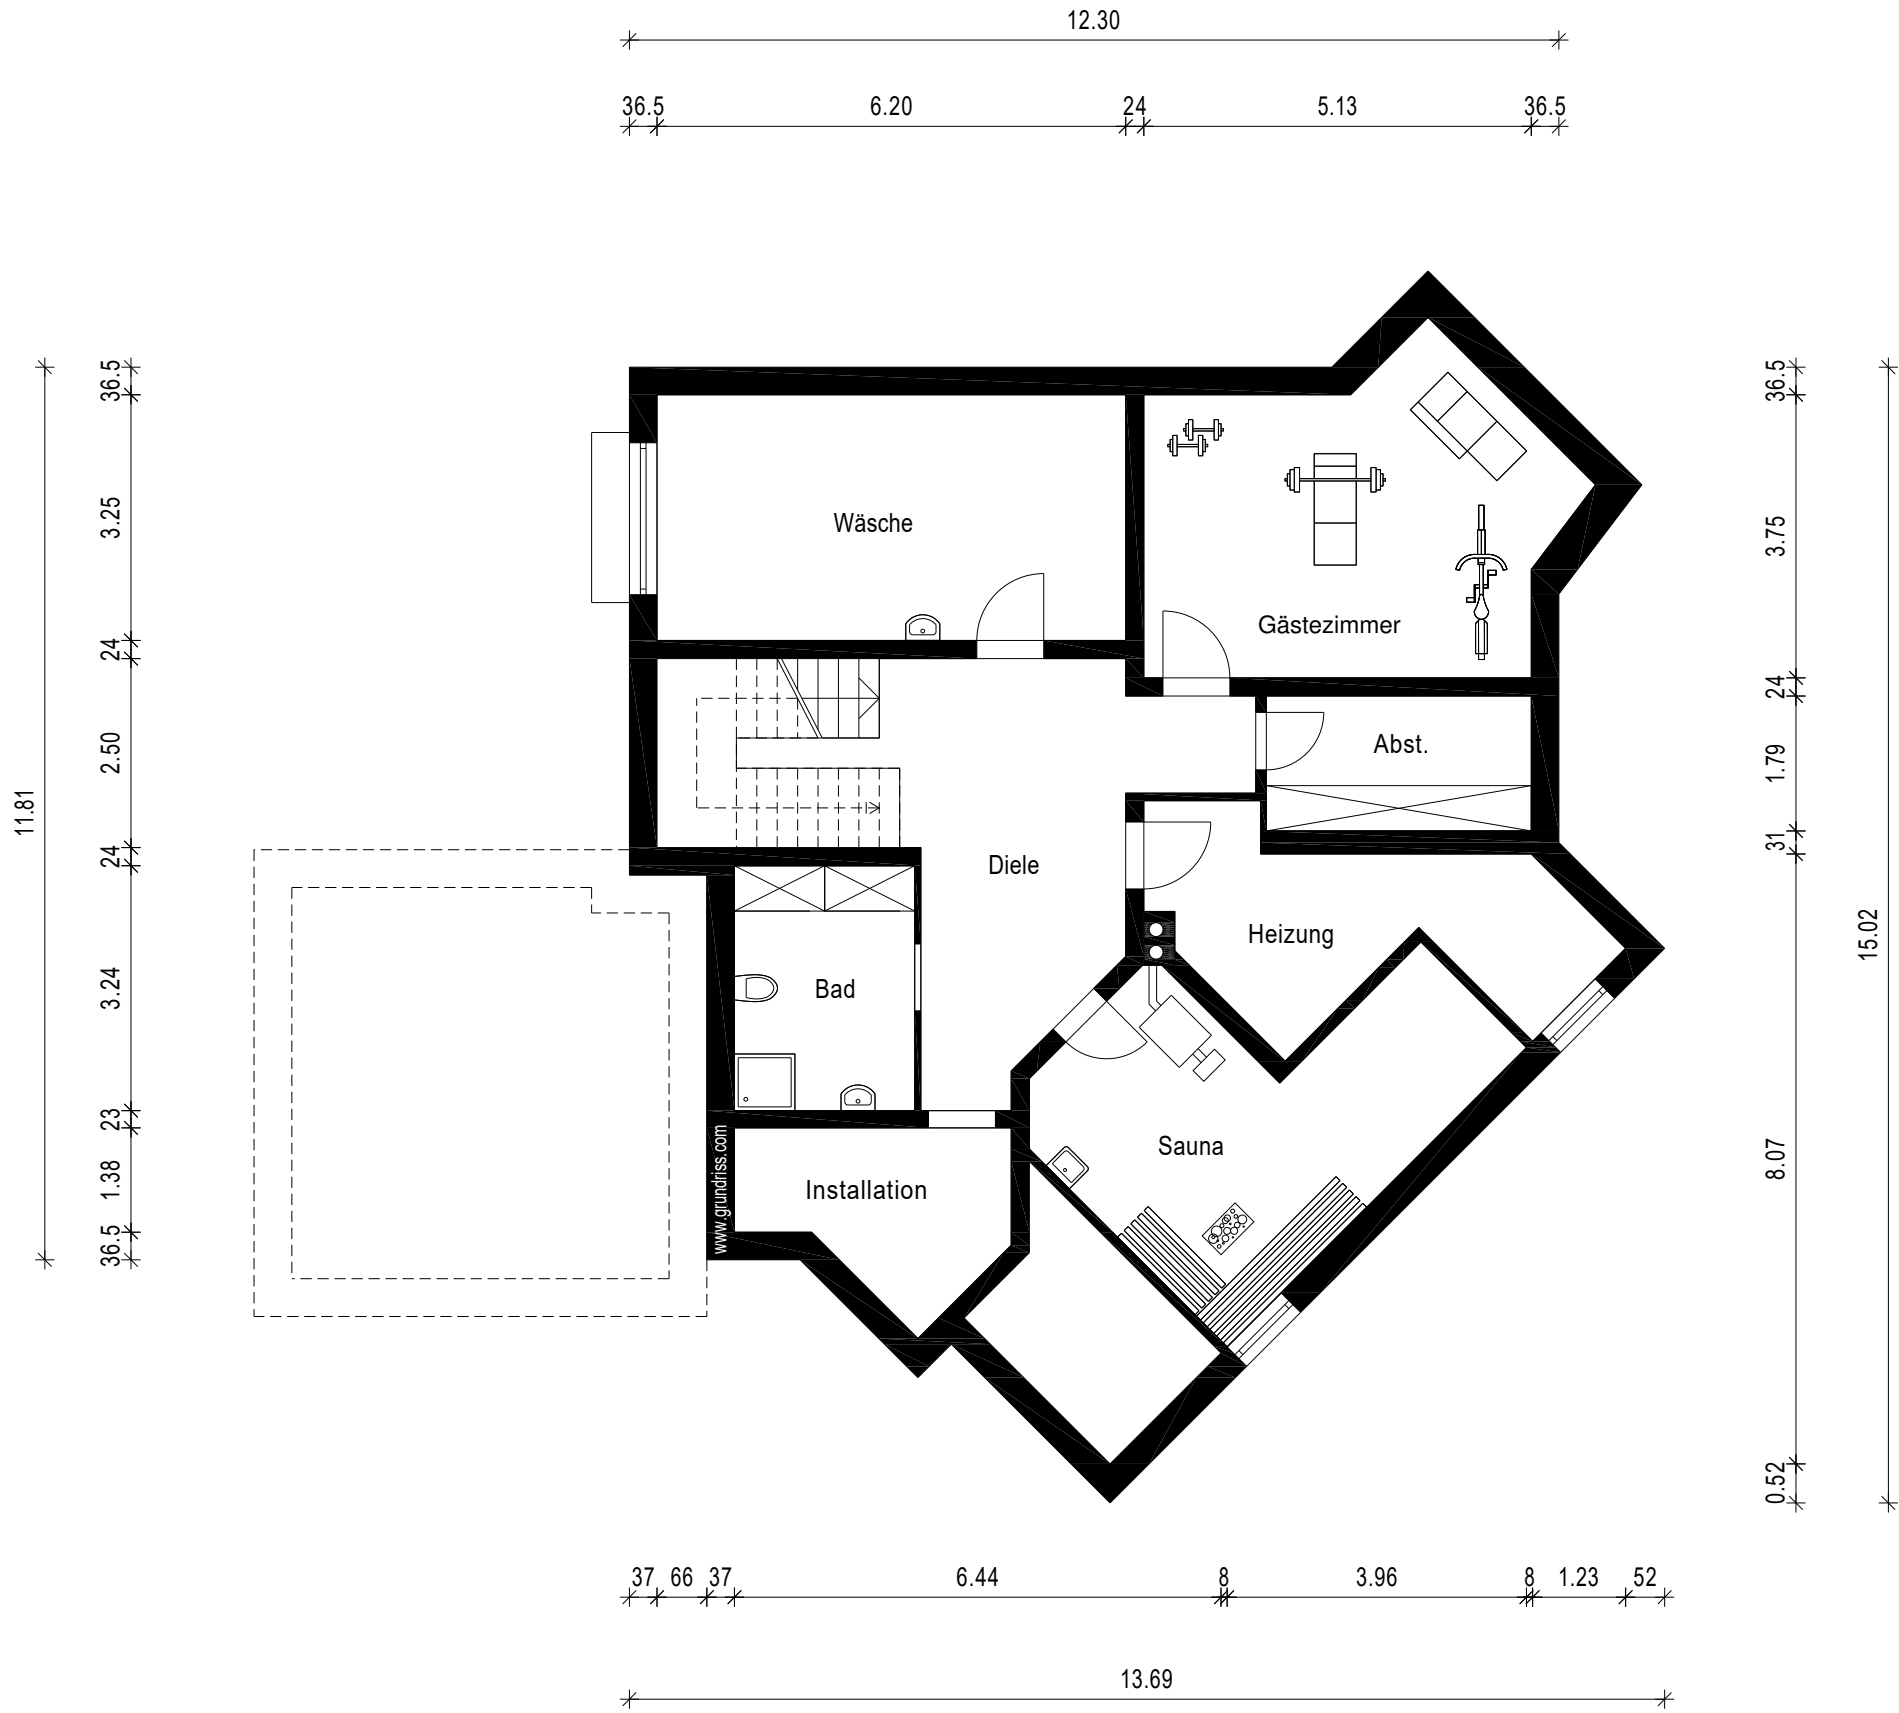 12.30
36.5 6.20 24 5.13 36.5
11.81
36.5
3.25
24
2.50
24
3.24
23
1.38
36.5
Wäsche
Gästezimmer
Abst.
Diele
Heizung
Bad
Sauna
Installation
www.grundriss.com
36.5
3.75
24
1.79
31
8.07
0.52
15.02
37 66 37 6.44 8 3.96 8 1.23 52
13.69